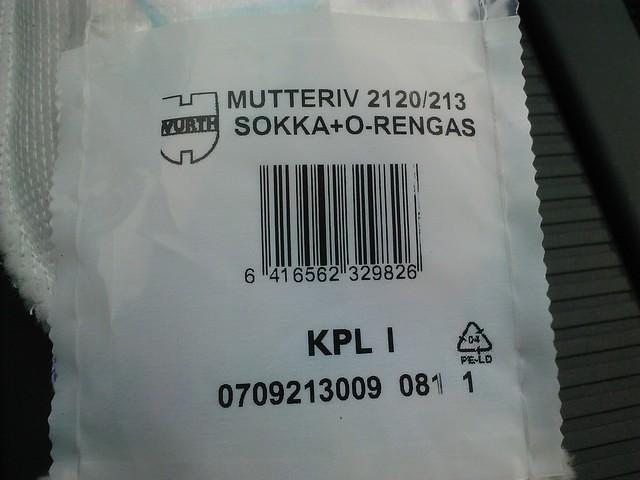 WÜRTH
MUTTERIV 2120/213
SOKKA+O-RENGAS
6 416562 329826
KPL I
04
PE-LD
0709213009 081 1